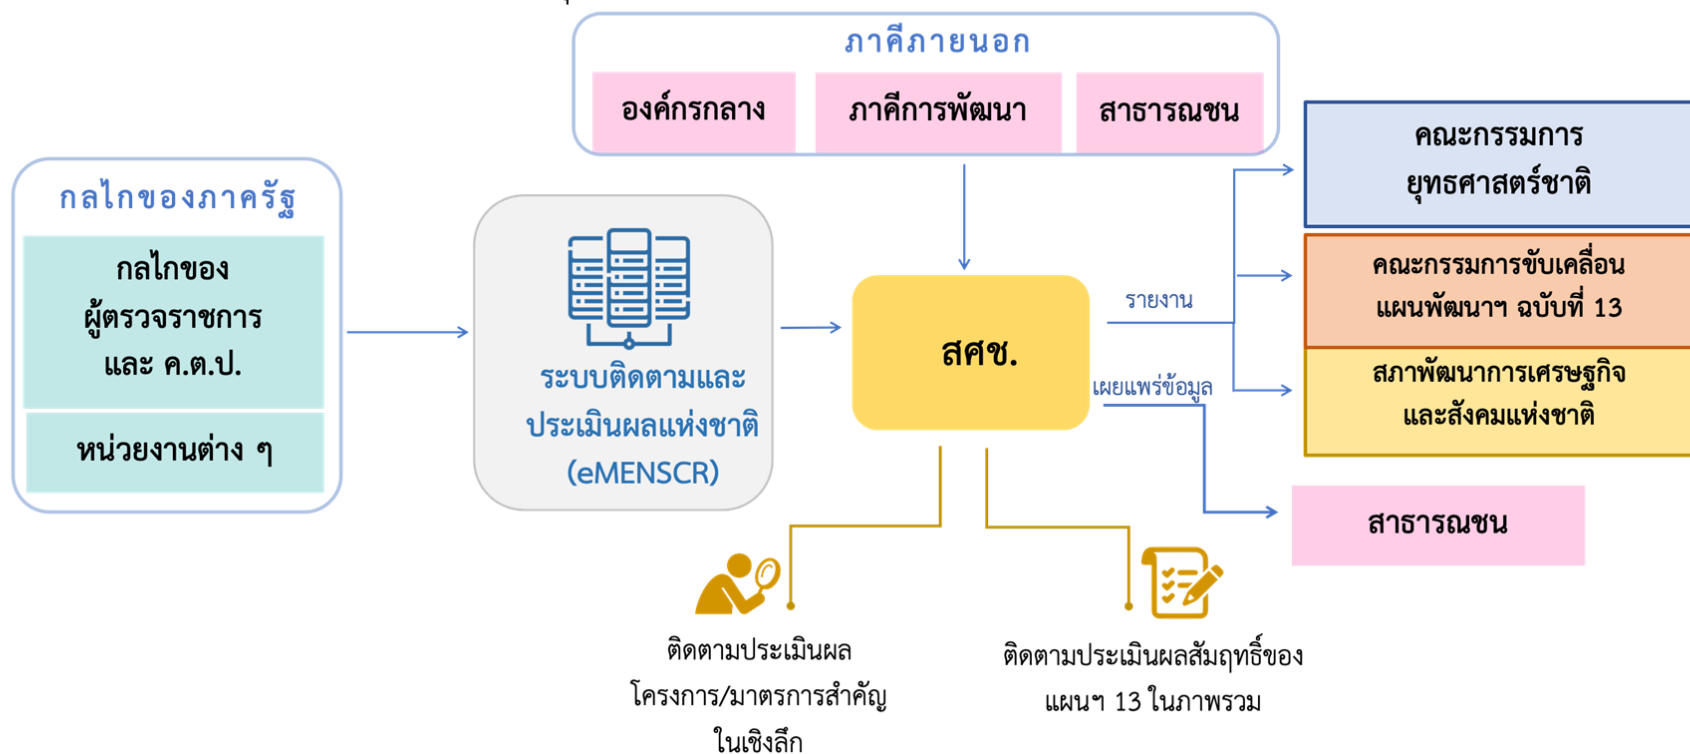 ภาคีภายนอก
องค์กรกลาง
ภาคีการพัฒนา
สาธารณชน
กลไกของภาครัฐ
กลไกของ
ผู้ตรวจราชการ
และ ค.ต.ป.
หน่วยงานต่าง ๆ
ระบบติดตามและ
ประเมินผลแห่งชาติ
(eMENSCR)
สศช.
รายงาน
เผยแพร่ข้อมูล
คณะกรรมการ
ยุทธศาสตร์ชาติ
คณะกรรมการขับเคลื่อน
แผนพัฒนาฯ ฉบับที่ 13
สภาพัฒนาการเศรษฐกิจ
และสังคมแห่งชาติ
สาธารณชน
ติดตามประเมินผล
โครงการ/มาตรการสำคัญ
ในเชิงลึก
ติดตามประเมินผลสัมฤทธิ์ของ
แผนฯ 13 ในภาพรวม